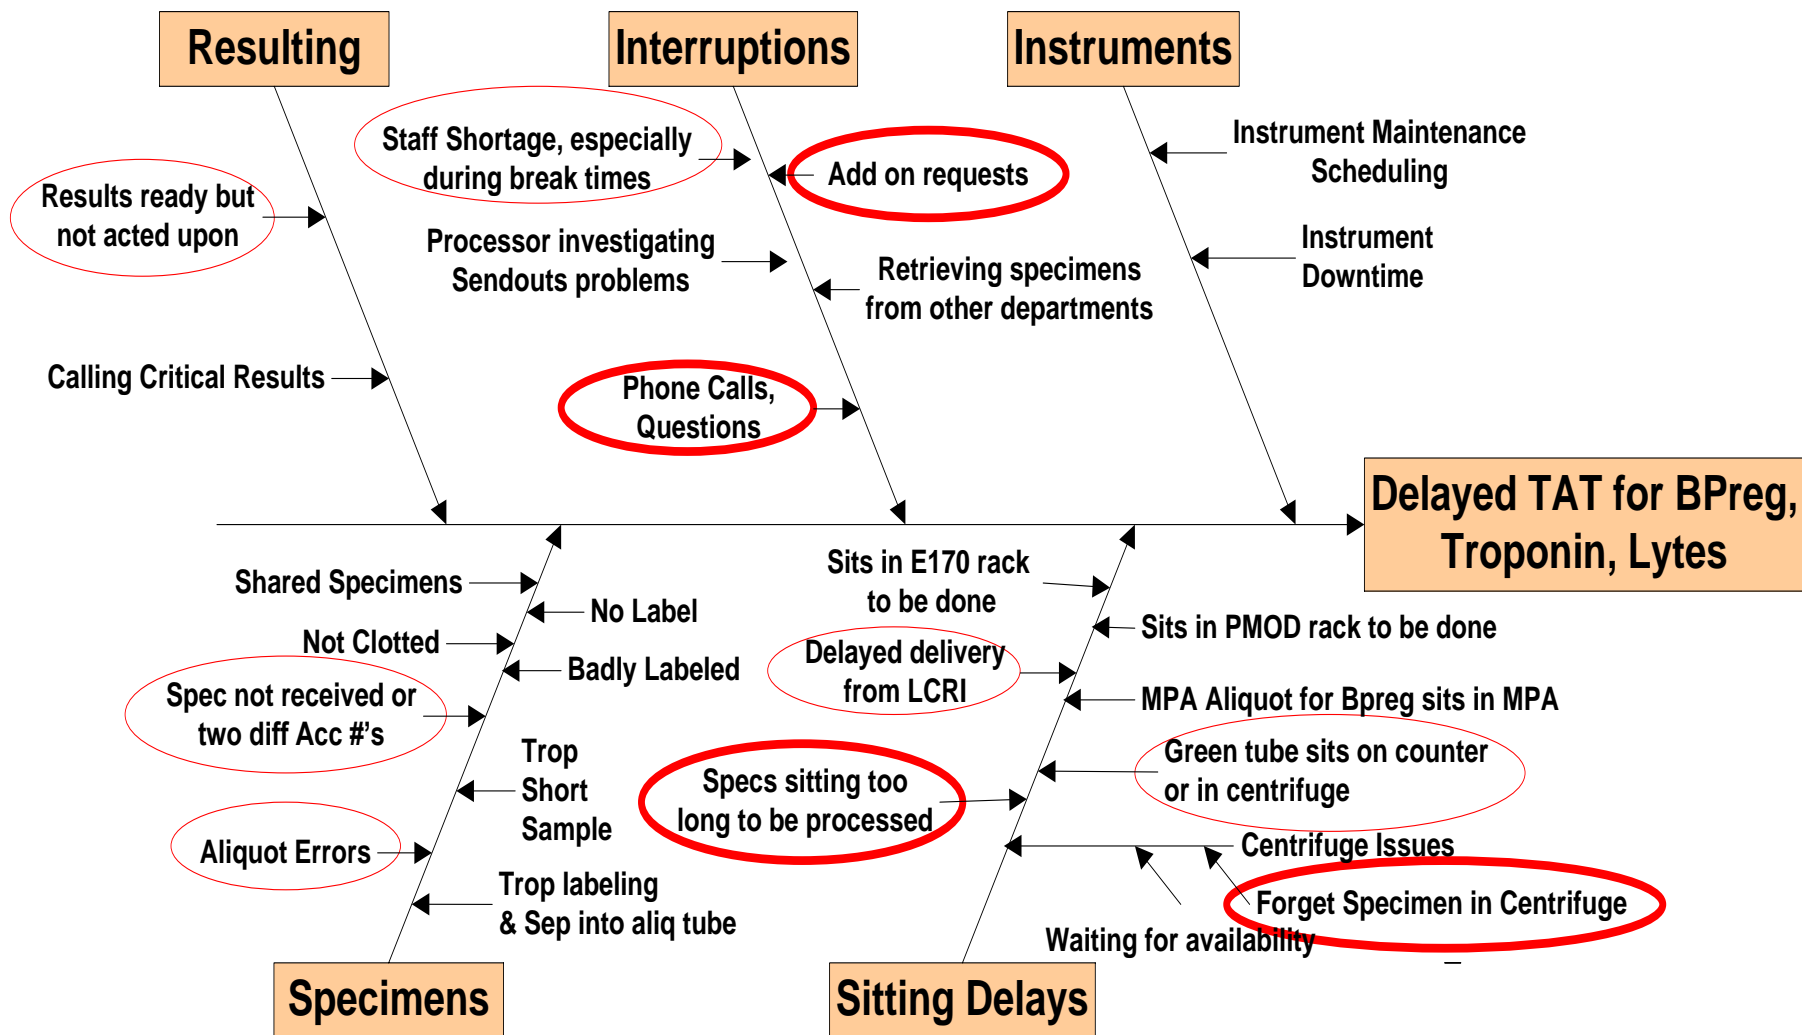 Resulting
Interruptions
Instruments
Staff Shortage, especially
during break times
Add on requests
Instrument Maintenance
Scheduling
Results ready but
not acted upon
Processor investigating
Sendouts problems
Retrieving specimens
from other departments
Instrument
Downtime
Calling Critical Results
Phone Calls,
Questions
Delayed TAT for BPreg,
Troponin, Lytes
Shared Specimens
No Label
Not Clotted
Badly Labeled
Spec not received or
two diff Acc #'s
Trop
Short
Sample
Aliquot Errors
Trop labeling
& Sep into aliq tube
Sits in E170 rack
to be done
Sits in PMOD rack to be done
Delayed delivery
from LCRI
MPA Aliquot for Bpreg sits in MPA
Green tube sits on counter
or in centrifuge
Specs sitting too
long to be processed
Centrifuge Issues
Forget Specimen in Centrifuge
Waiting for availability
Specimens
Sitting Delays